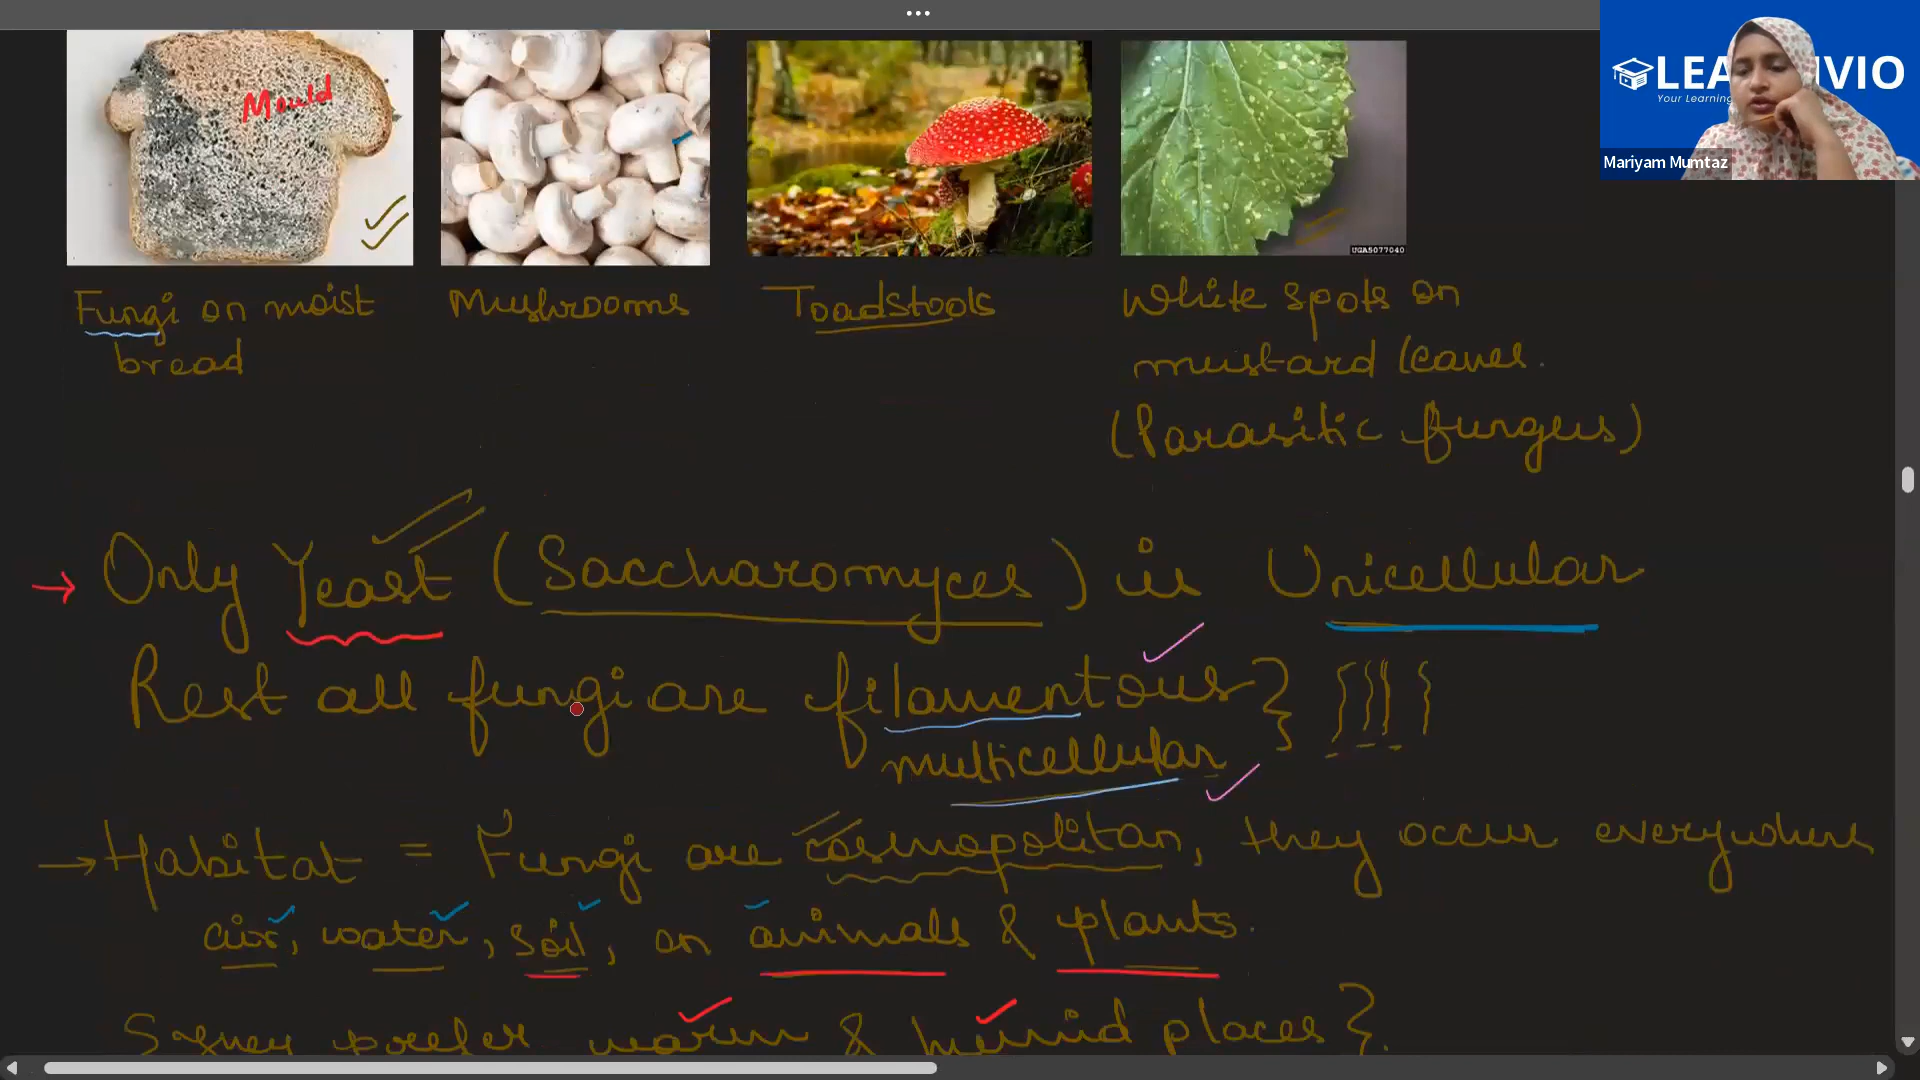 •••
LEA VIO
Your Learning
Mariyam Mumtaz
Mould
UGA5077040
Fungi on moist
bread
Mushrooms
Toadstools
White spots on
mustard leaves.
(Parasitic fungus)
→ Only Yeast (Saccharomyces) is Unicellular
Rest all fungi are filamentous }
multicellular
→ Habitat = Fungi are cosmopolitan, they occur everywhere
air, water, soil, on animals & plants.
prefer warm & humid places }.